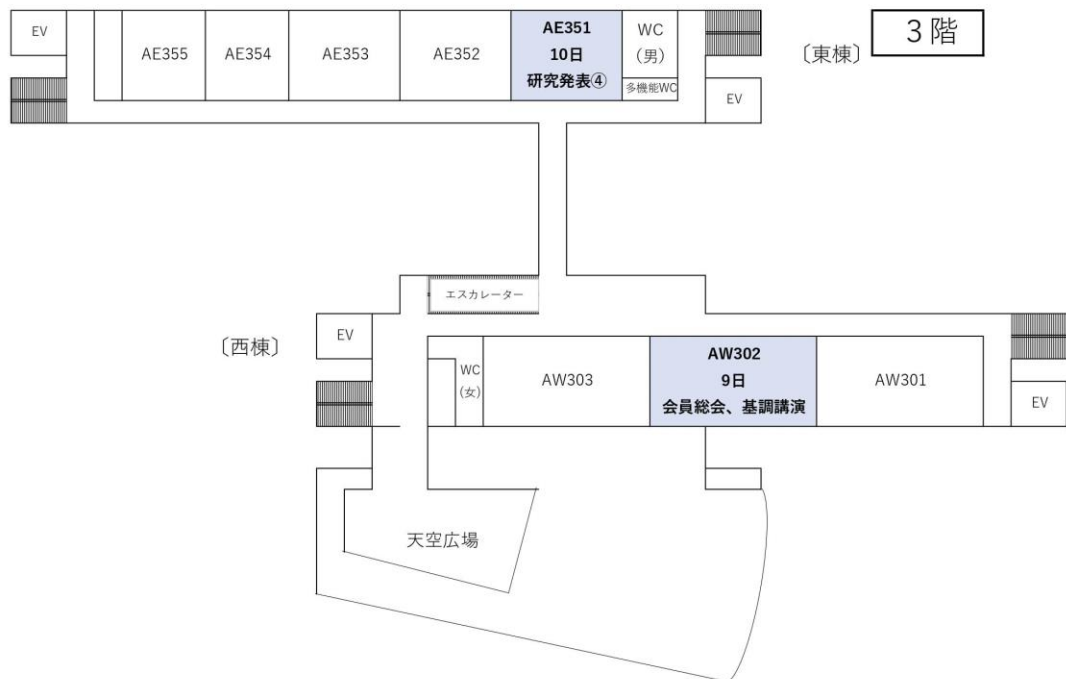 3階
〔東棟〕
EV
AE355
AE354
AE353
AE352
AE351
10日
研究発表④
WC
(男)
多機能WC
EV
エスカレーター
〔西棟〕
EV
WC
(女)
AW303
AW302
9日
会員総会、基調講演
AW301
EV
天空広場